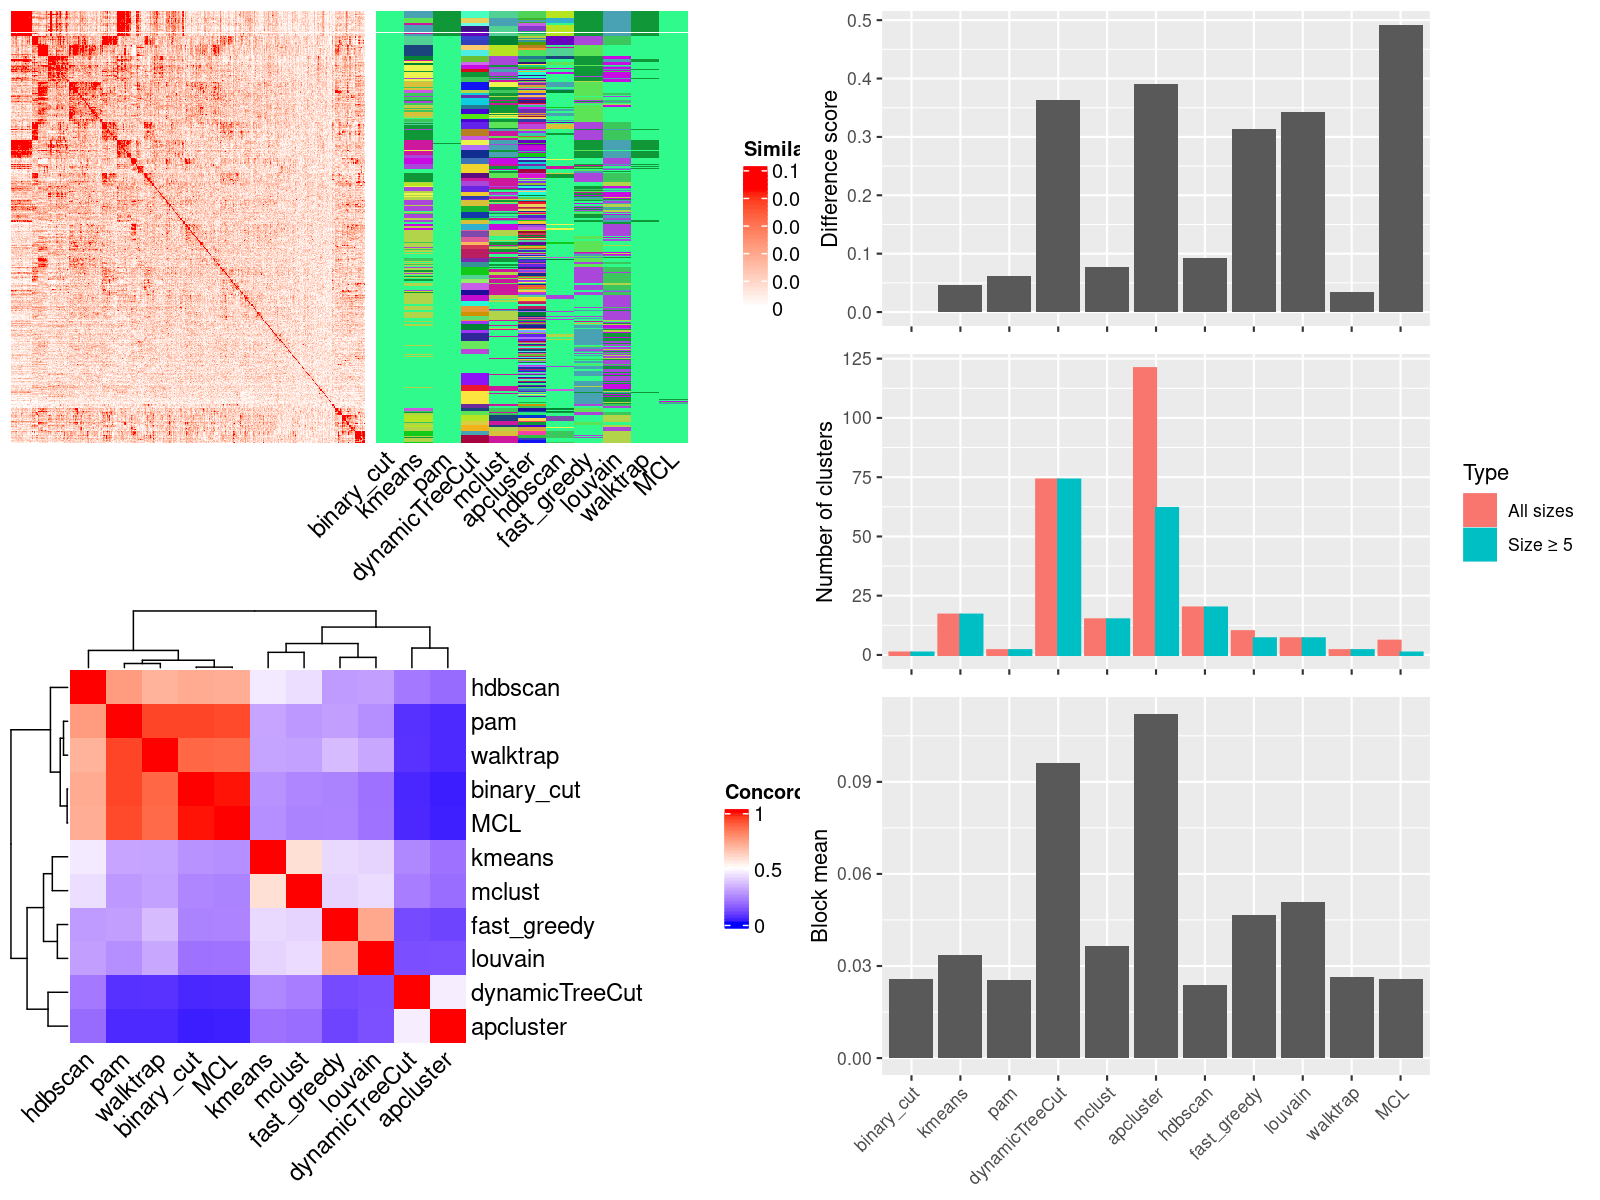 Simila
0.1
0.0
0.0
0.0
0.0
0
binary_cut
kmeans
pam
dynamicTreeCut
mclust
apcluster
hdbscan
fast_greedy
louvain
walktrap
MCL
hdbscan
pam
walktrap
binary_cut
MCL
kmeans
mclust
fast_greedy
louvain
dynamicTreeCut
apcluster
hdbscan
pam
walktrap
binary_cut
MCL
kmeans
mclust
fast_greedy
louvain
dynamicTreeCut
apcluster
Concord
1
0.5
0
Difference score
0.5
0.4
0.3
0.2
0.1
0.0
Number of clusters
125
100
75
50
25
0
Type
All sizes
Size ≥ 5
Block mean
0.09
0.06
0.03
0.00
binary_cut
kmeans
pam
dynamicTreeCut
mclust
apcluster
hdbscan
fast_greedy
louvain
walktrap
MCL